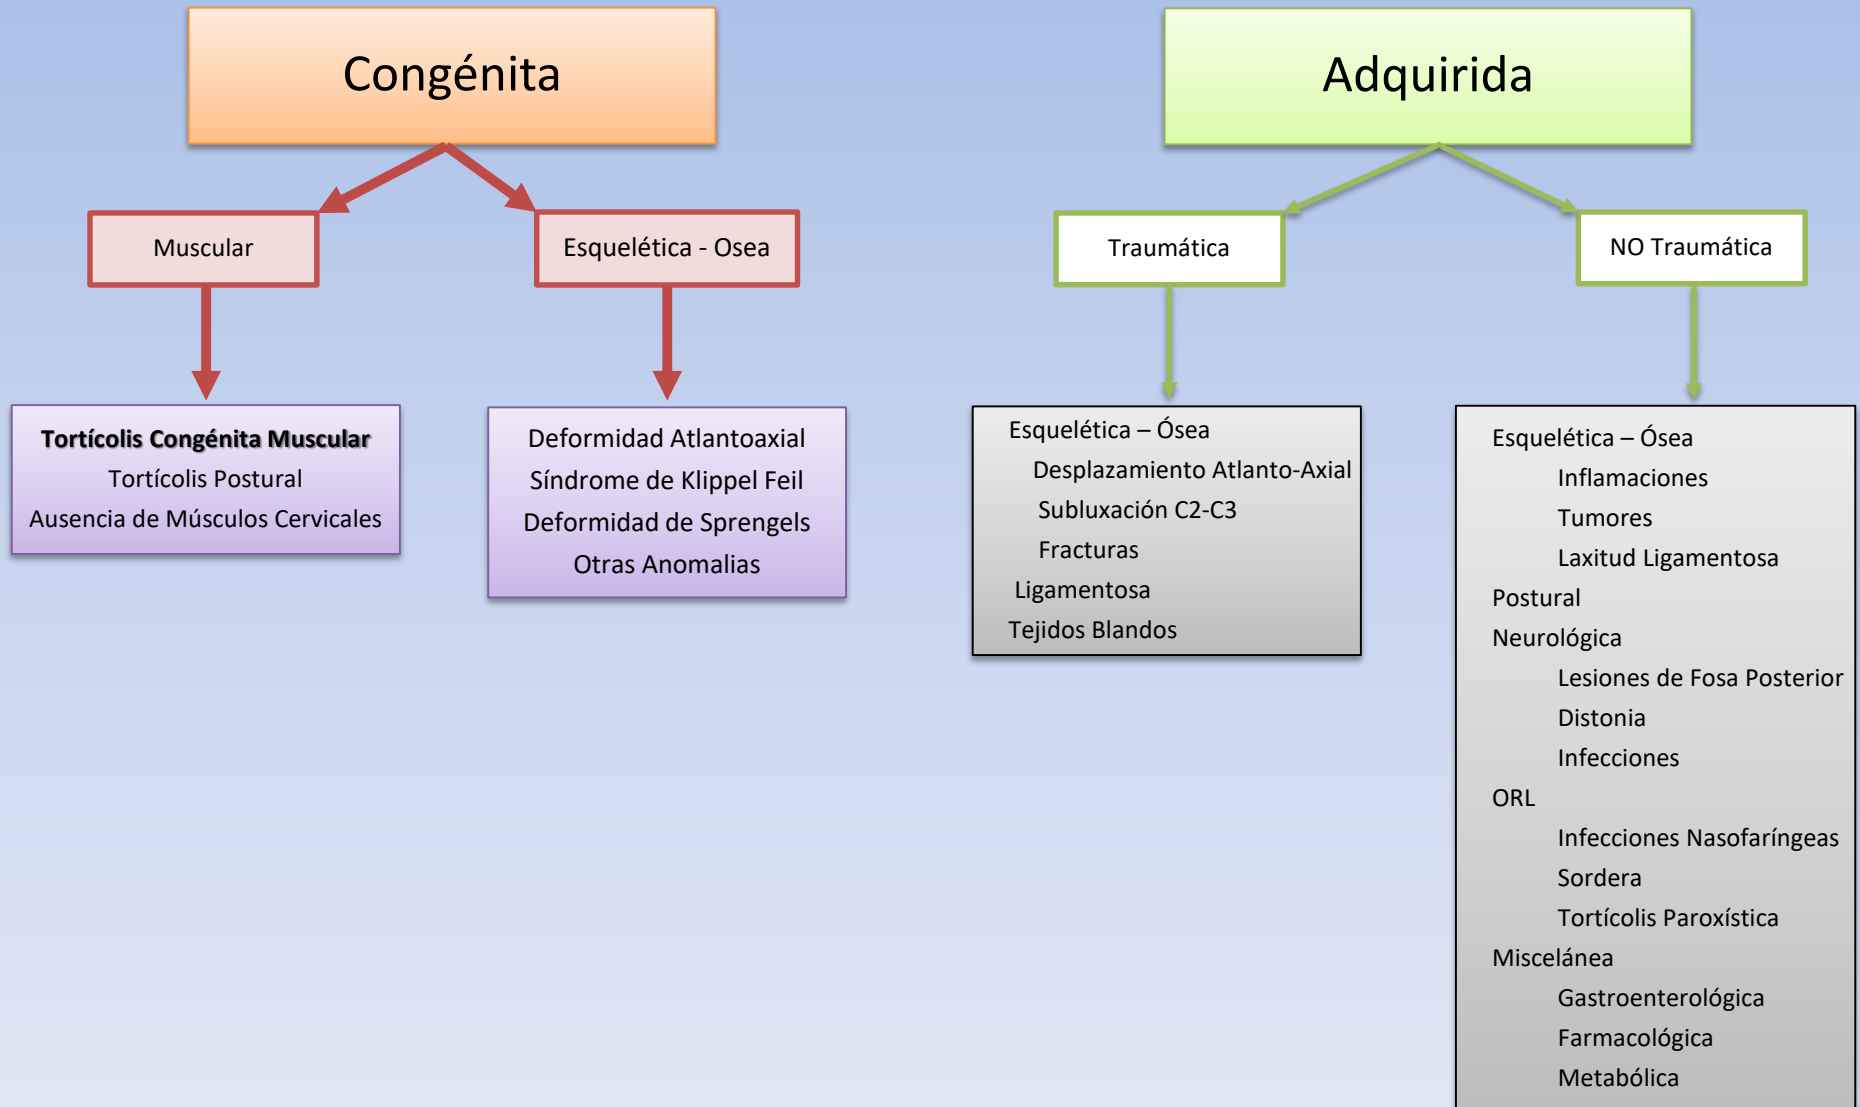 Congénita
Adquirida
Muscular
Esquelética - Osea
Traumática
NO Traumática
Tortícolis Congénita Muscular
Tortícolis Postural
Ausencia de Músculos Cervicales
Deformidad Atlantoaxial
Síndrome de Klippel Feil
Deformidad de Sprengels
Otras Anomalias
Esquelética – Ósea
Desplazamiento Atlanto-Axial
Subluxación C2-C3
Fracturas
Ligamentosa
Tejidos Blandos
Esquelética – Ósea
Inflamaciones
Tumores
Laxitud Ligamentosa
Postural
Neurológica
Lesiones de Fosa Posterior
Distonia
Infecciones
ORL
Infecciones Nasofaríngeas
Sordera
Tortícolis Paroxística
Miscelánea
Gastroenterológica
Farmacológica
Metabólica